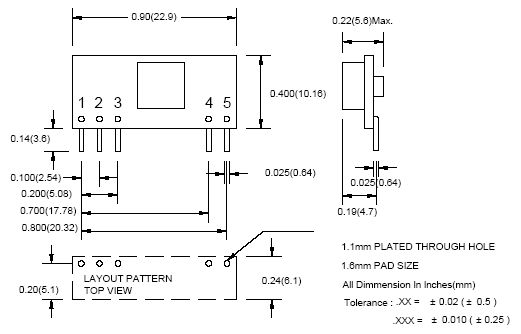 0.90(22.9)
0.22(5.6)Max.
0.400(10.16)
1 2 3 4 5
0.14(3.6)
0.100(2.54)
0.025(0.64)
0.025(0.64)
0.200(5.08)
0.700(17.78)
0.19(4.7)
0.800(20.32)
1.1mm PLATED THROUGH HOLE
1.6mm PAD SIZE
LAYOUT PATTERN
TOP VIEW
0.20(5.1)
0.24(6.1)
All Dimmension In Inches(mm)
Tolerance : .XX = ± 0.02 ( ± 0.5 )
.XXX = ± 0.010 ( ± 0.25 )